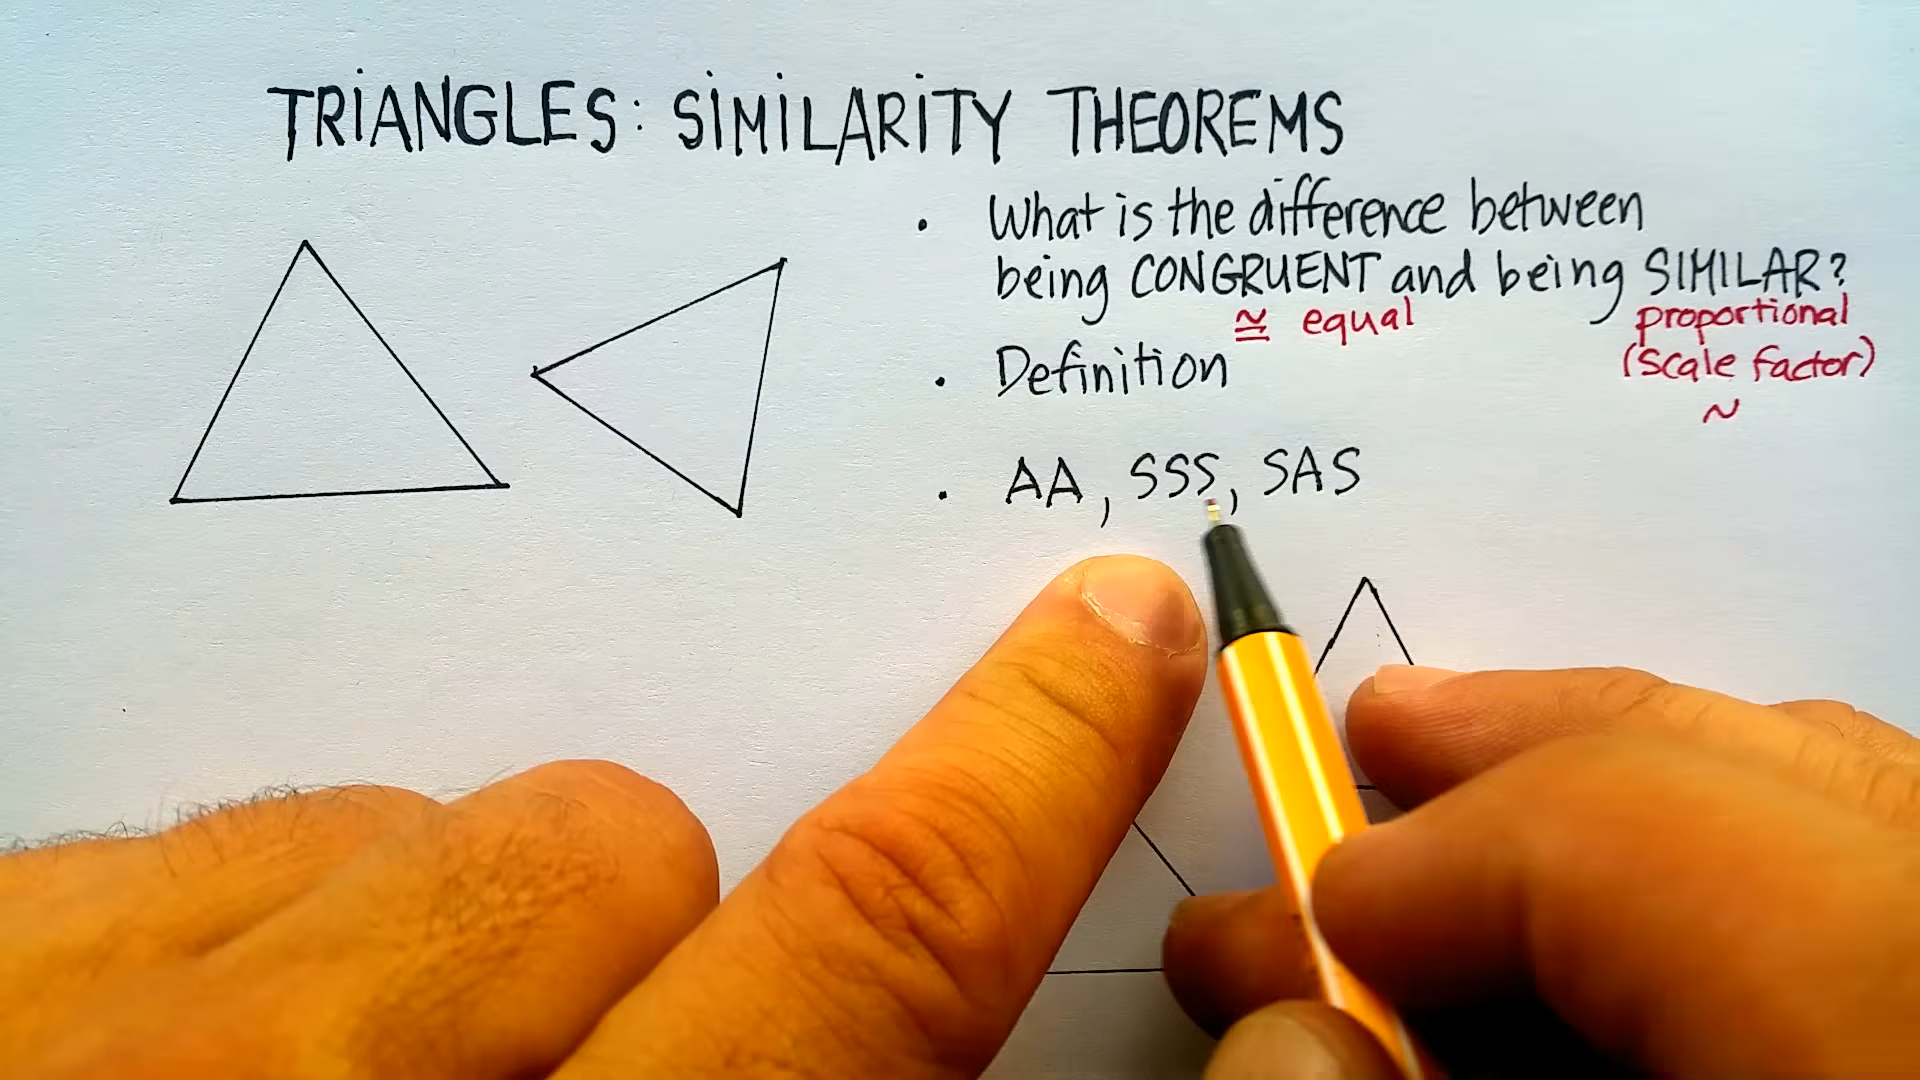 TRIANGLES: SIMILARITY THEOREMS
. What is the difference between
being CONGRUENT and being SIMILAR?
≅ equal
proportional
(scale factor)
~
. Definition
. AA, SSS, SAS